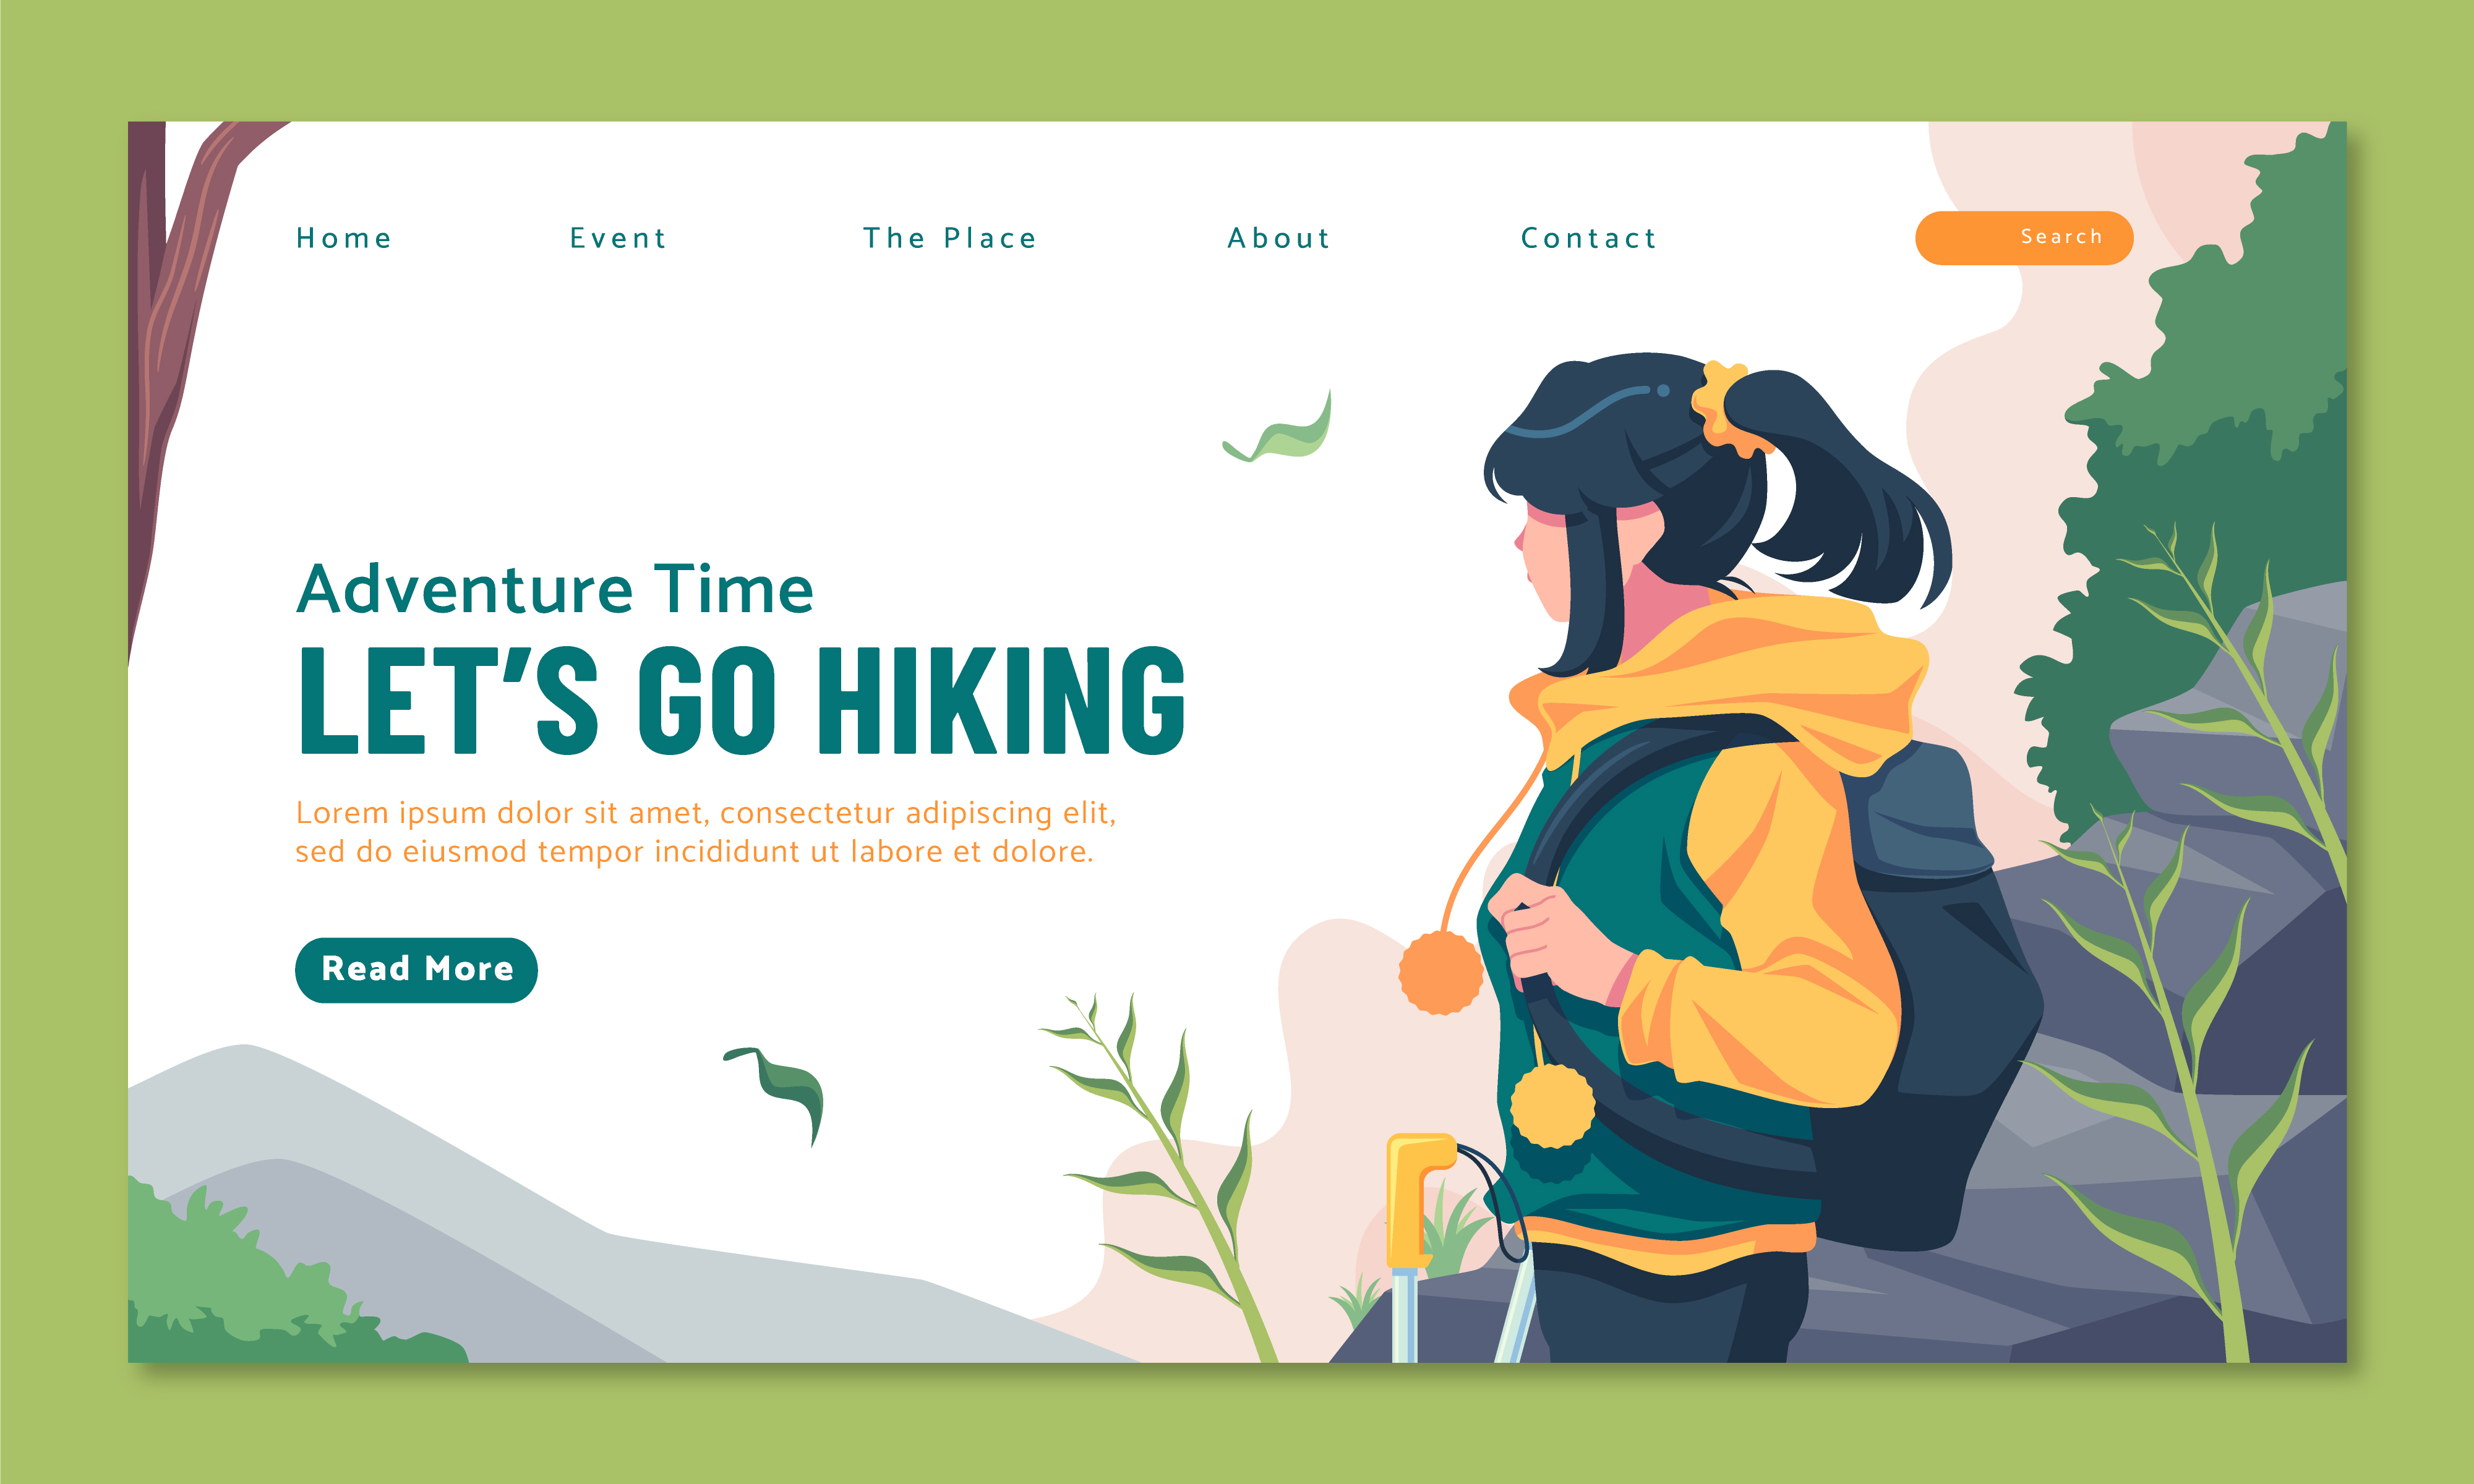 Home Event The Place About Contact Search
Adventure Time
LET'S GO HIKING
Lorem ipsum dolor sit amet, consectetur adipiscing elit,
sed do eiusmod tempor incididunt ut labore et dolore.
Read More